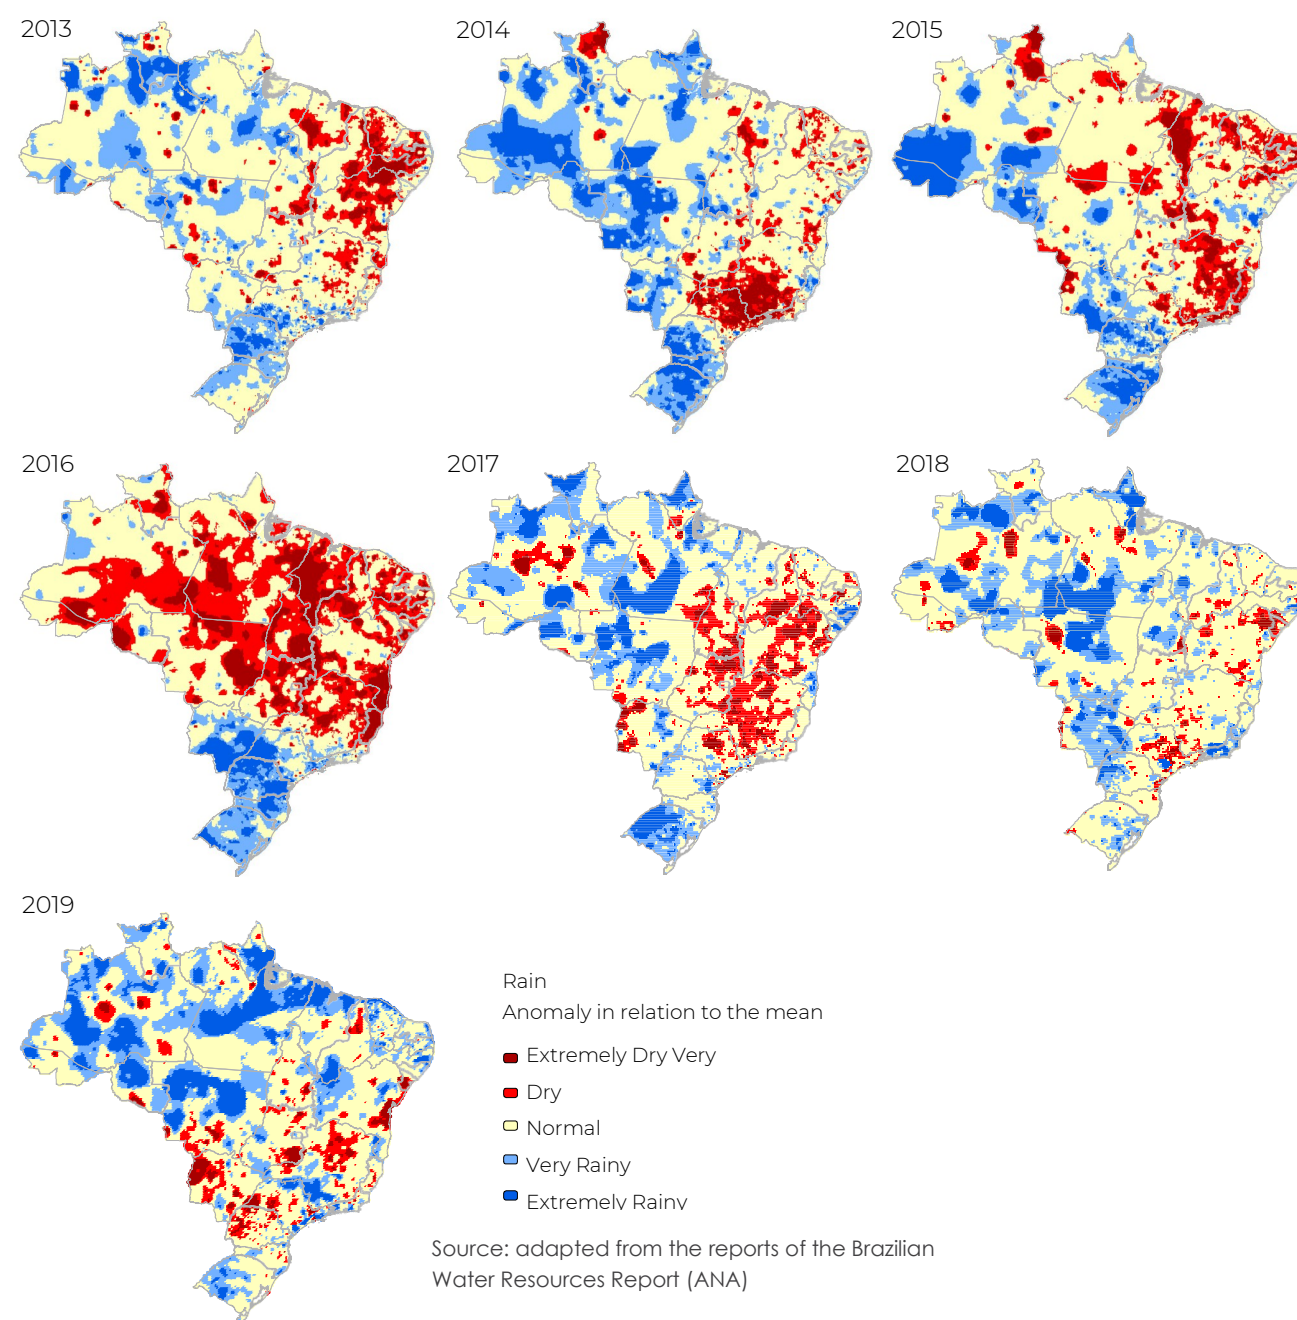 2013
2014
2015
2016
2017
2018
2019
Rain
Anomaly in relation to the mean
Extremely Dry Very
Dry
Normal
Very Rainy
Extremely Rainy
Source: adapted from the reports of the Brazilian
Water Resources Report (ANA)